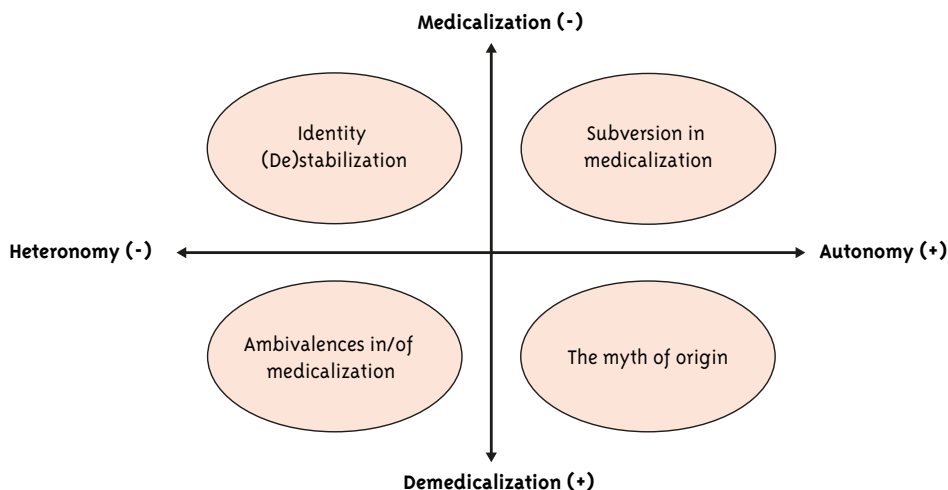 Medicalization (-)
Identity
(De)stabilization
Subversion in
medicalization
Heteronomy (-)
Autonomy (+)
Ambivalences in/of
medicalization
The myth of origin
Demedicalization (+)